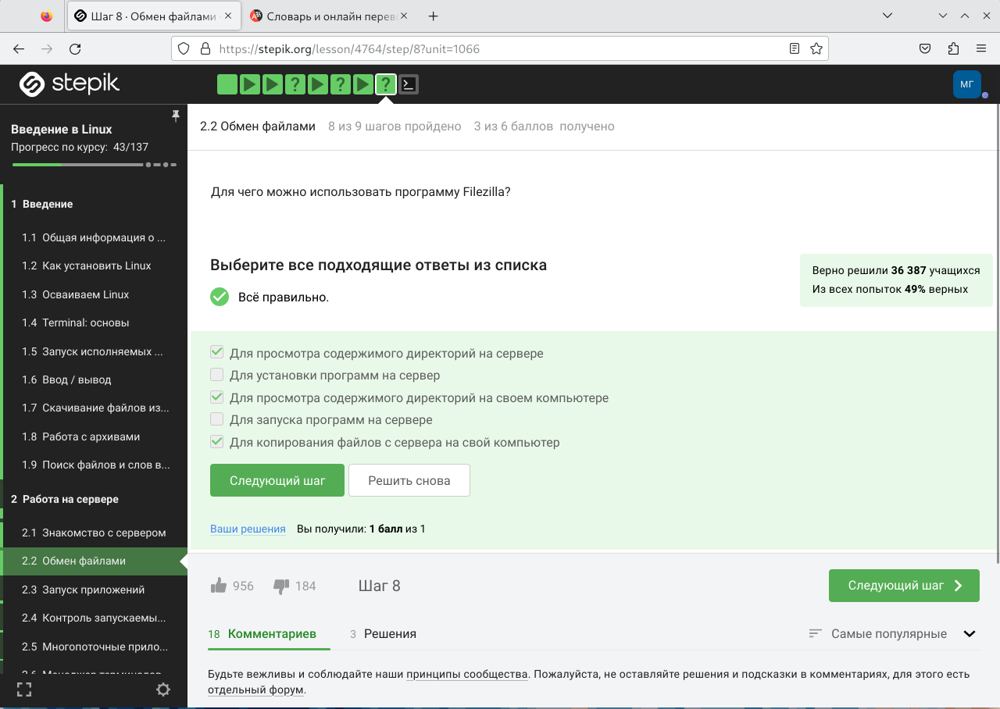 Шаг 8 · Обмен файлами
Словарь и онлайн перев
https://stepik.org/lesson/4764/step/8?unit=1066
stepik
МГ
Введение в Linux
Прогресс по курсу: 43/137
1 Введение
1.1 Общая информация о ...
1.2 Как установить Linux
1.3 Осваиваем Linux
1.4 Terminal: основы
1.5 Запуск исполняемых ...
1.6 Ввод / вывод
1.7 Скачивание файлов из...
1.8 Работа с архивами
1.9 Поиск файлов и слов в...
2 Работа на сервере
2.1 Знакомство с сервером
2.2 Обмен файлами
2.3 Запуск приложений
2.4 Контроль запускаемы...
2.5 Многопоточные прило...
2.2 Обмен файлами 8 из 9 шагов пройдено 3 из 6 баллов получено
Для чего можно использовать программу Filezilla?
Выберите все подходящие ответы из списка
Всё правильно.
Верно решили 36 387 учащихся
Из всех попыток 49% верных
Для просмотра содержимого директорий на сервере
Для установки программ на сервер
Для просмотра содержимого директорий на своем компьютере
Для запуска программ на сервере
Для копирования файлов с сервера на свой компьютер
Следующий шаг
Решить снова
Ваши решения Вы получили: 1 балл из 1
956 184 Шаг 8
Следующий шаг
18 Комментариев 3 Решения
Самые популярные
Будьте вежливы и соблюдайте наши принципы сообщества. Пожалуйста, не оставляйте решения и подсказки в комментариях, для этого есть
отдельный форум.